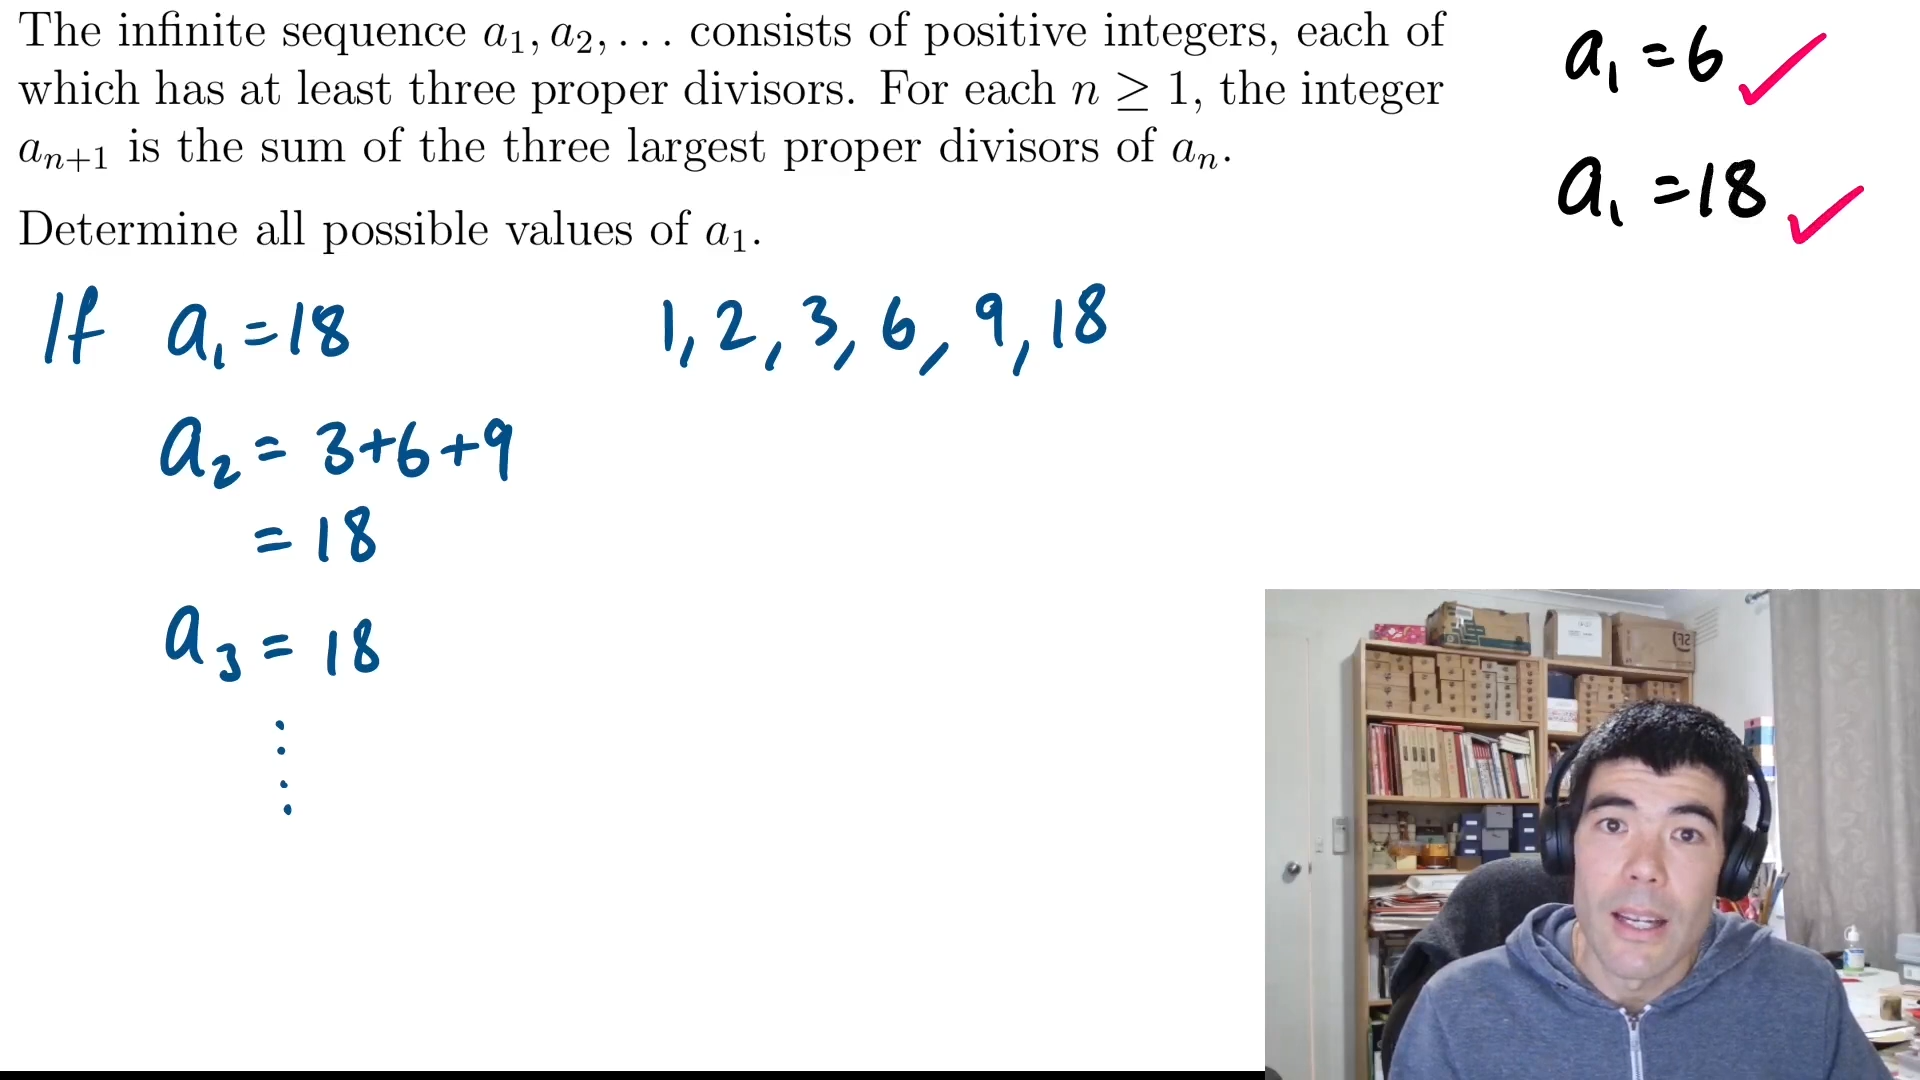 The infinite sequence a₁, a₂, … consists of positive integers, each of
which has at least three proper divisors. For each n ≥ 1, the integer
aₙ₊₁ is the sum of the three largest proper divisors of aₙ.
Determine all possible values of a₁.
a₁ = 6 ✓
a₁ = 18 ✓
If a₁ = 18
1, 2, 3, 6, 9, 18
a₂ = 3+6+9
= 18
a₃ = 18
⋮